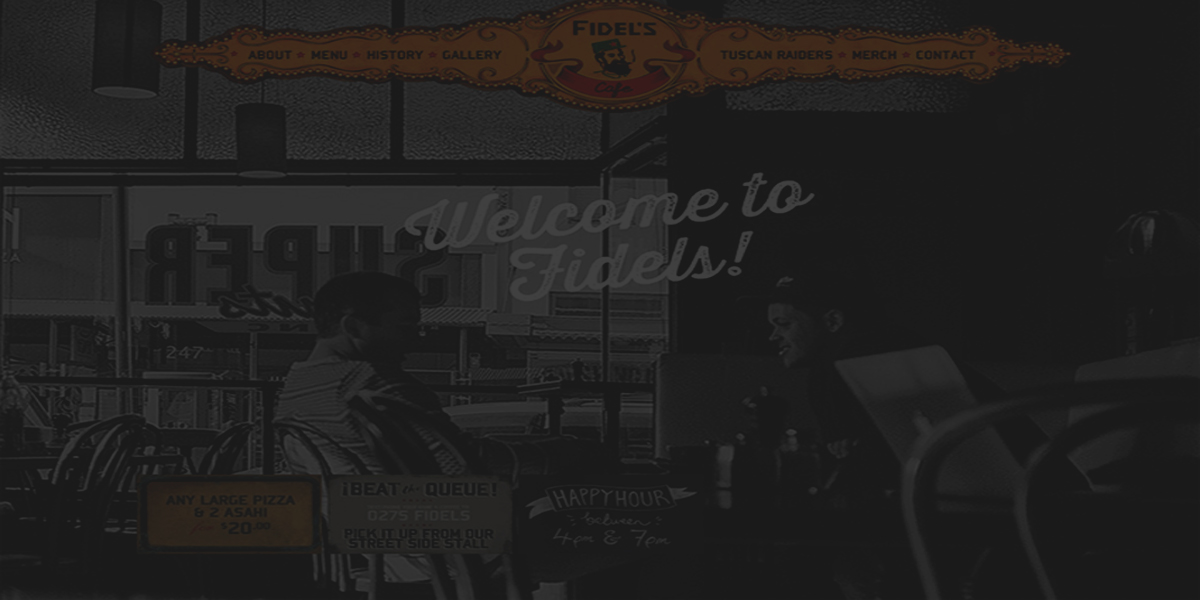 FIDEL'S
Cafe
ABOUT ★ MENU ★ HISTORY ★ GALLERY
TUSCAN RAIDERS ★ MERCH ★ CONTACT
Welcome to
Fidels!
SUPER
247
ANY LARGE PIZZA
& 2 ASAHI
for $20.00
¡BEAT the QUEUE!
0275 FIDELS
PICK IT UP FROM OUR
STREET SIDE STALL
HAPPY HOUR
between
4pm & 7pm